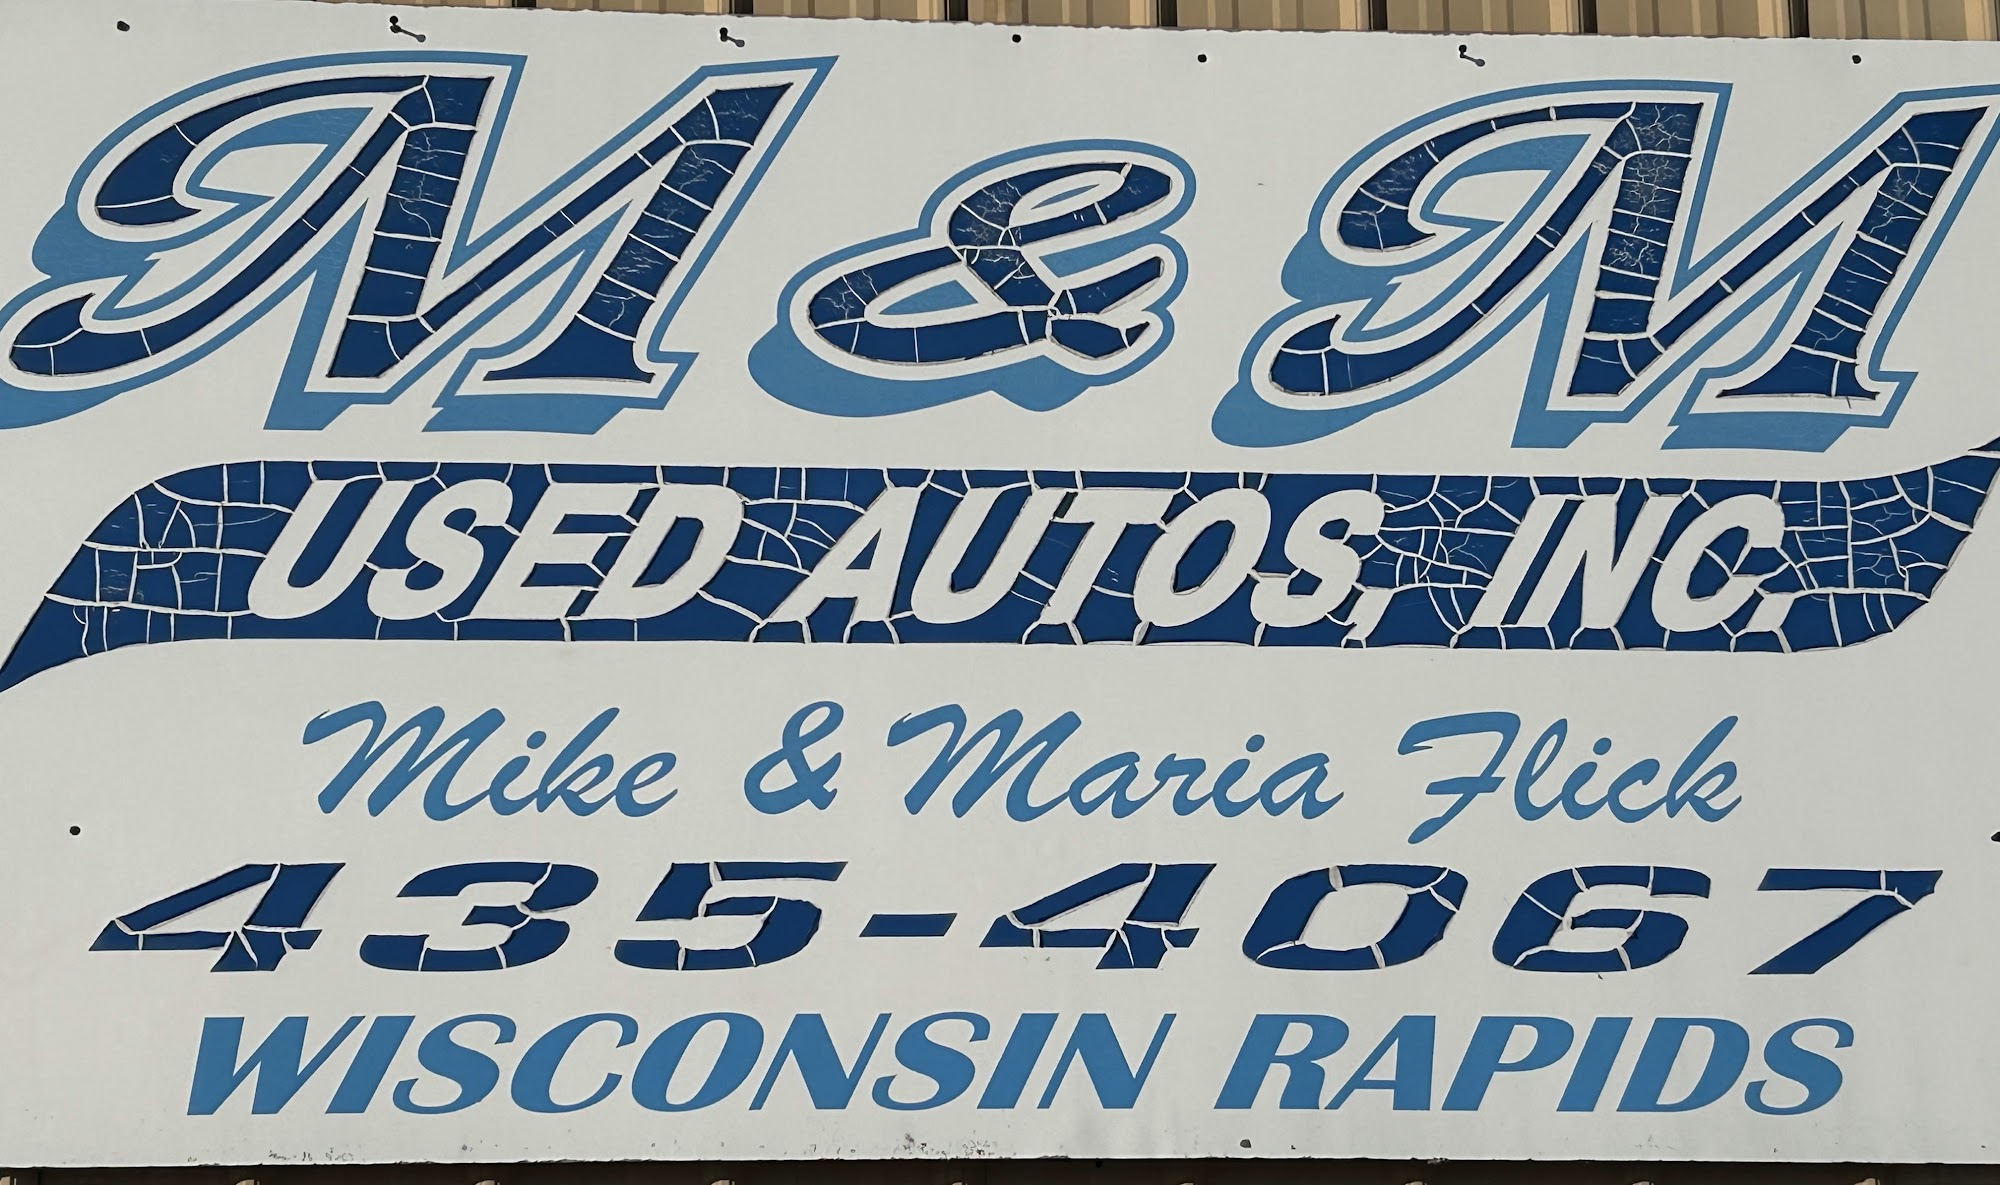 M & M
USED AUTOS, INC.
Mike & Maria Flick
435-4067
WISCONSIN RAPIDS